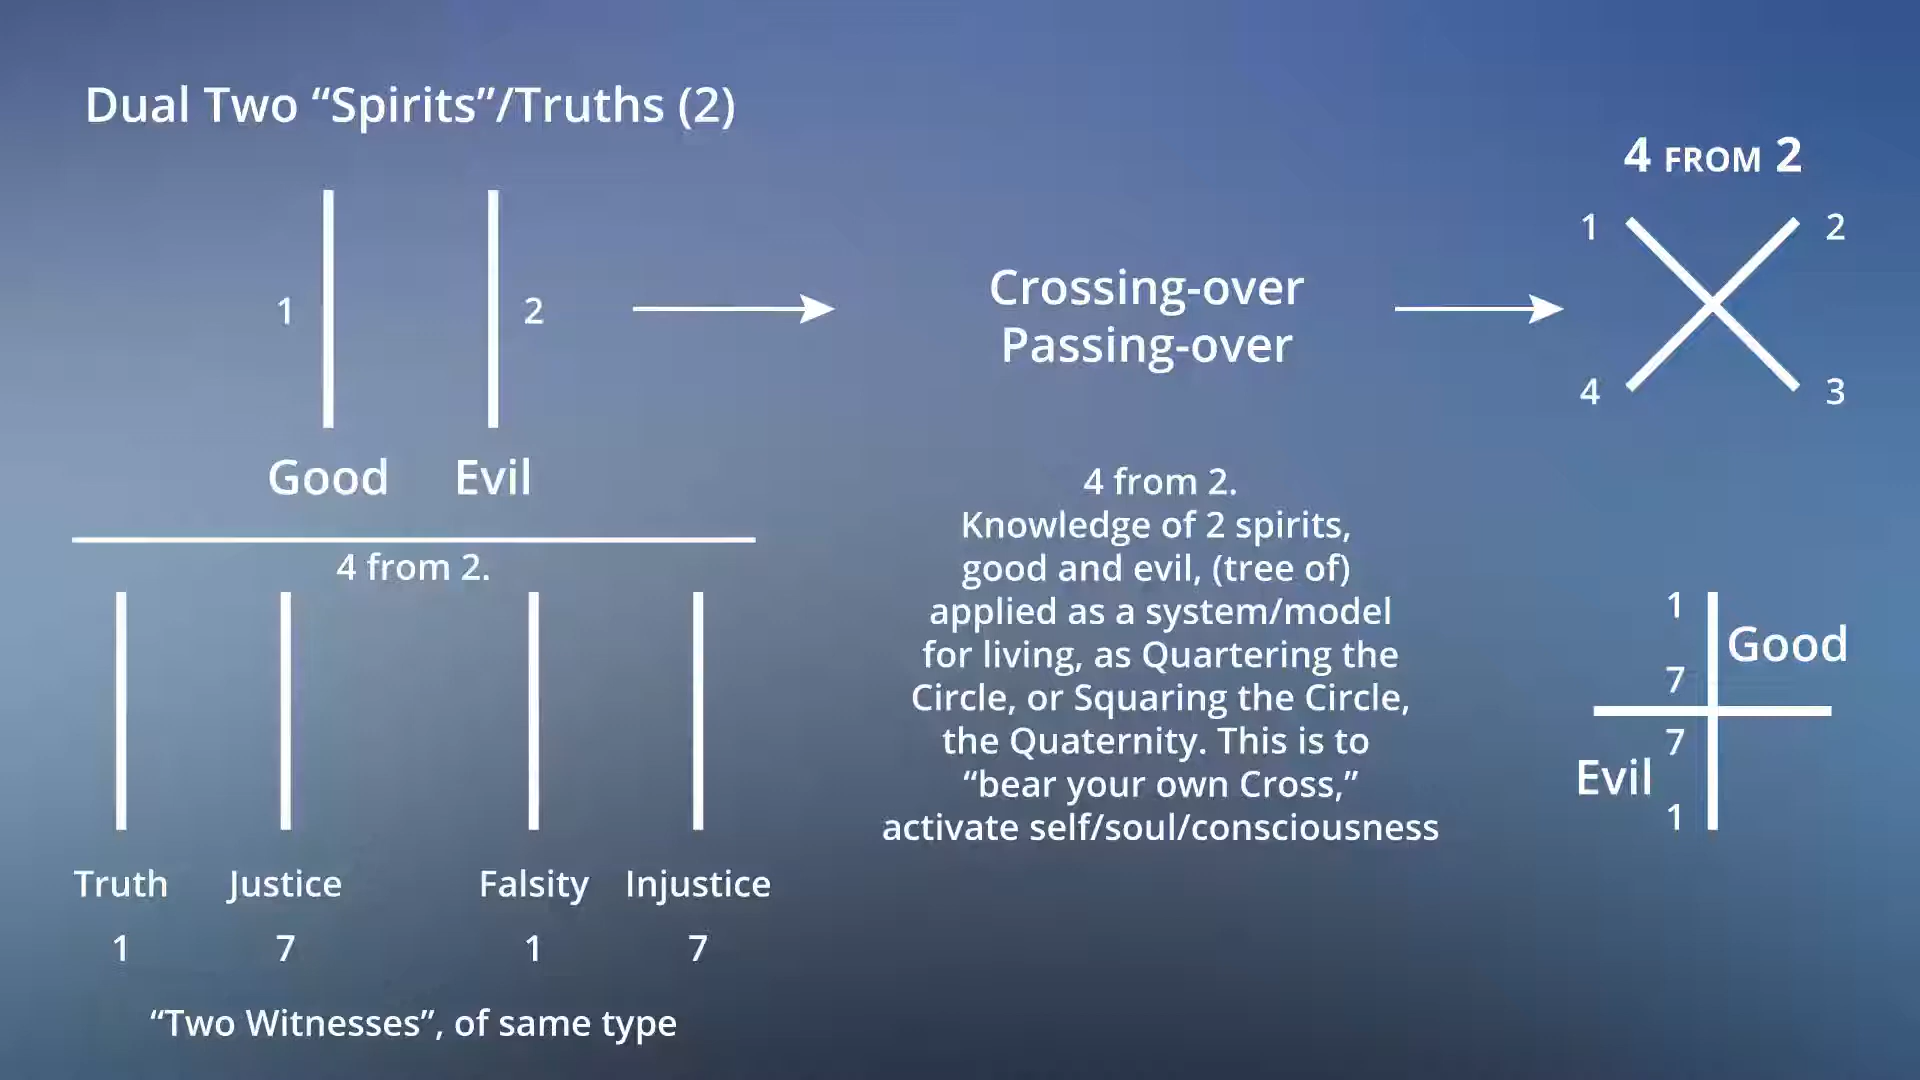 Dual Two “Spirits”/Truths (2)
1
2
Good
Evil
Crossing-over
Passing-over
4 FROM 2
1
2
4
3
4 from 2.
Truth
Justice
Falsity
Injustice
1
7
1
7
“Two Witnesses”, of same type
4 from 2.
Knowledge of 2 spirits,
good and evil, (tree of)
applied as a system/model
for living, as Quartering the
Circle, or Squaring the Circle,
the Quaternity. This is to
“bear your own Cross,”
activate self/soul/consciousness
1
Good
7
7
Evil
1